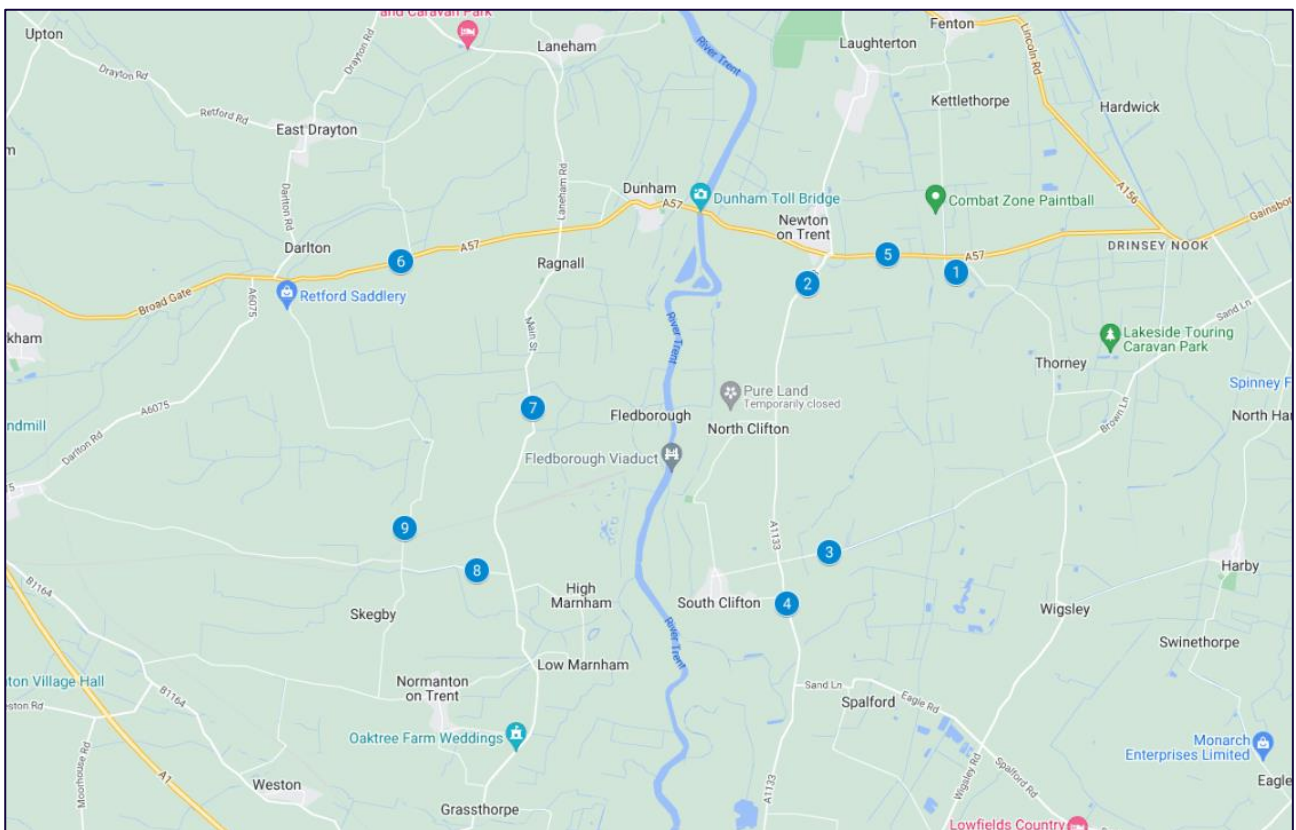 and Caravan Park
Upton
Laneham
Fenton
Laughterton
Lincoln Rd
River Trent
Drayton Rd
Drayton Rd
Retford Rd
East Drayton
Kettlethorpe
Hardwick
m
Laneham Rd
Dunham
Dunham Toll Bridge
Combat Zone Paintball
A156
A57
Newton
on Trent
Gainsbor
Darlton Rd
Darlton
A57
DRINSEY NOOK
6
5
A57
Ragnall
1
2
Retford Saddlery
Broad Gate
A6075
Sand Ln
kham
Main St
River Trent
Lakeside Touring
Caravan Park
Thorney
Pure Land
Temporarily closed
Spinney F
7
Fledborough
A6075
North Clifton
Brown Ln
North Har
ndmill
Darlton Rd
Fledborough Viaduct
75
9
A1133
3
8
High
Marnham
Harby
B1164
South Clifton
4
Skegby
Wigsley
Swinethorpe
River Trent
Low Marnham
ton Village Hall
Normanton
on Trent
Sand Ln
Spalford
Eagle Rd
B1164
eston Rd
Oaktree Farm Weddings
Monarch
Enterprises Limited
Moorhouse Rd
A1
Wigsley Rd
Spalford Rd
Weston
A1133
Eagle
Grassthorpe
Lowfields Country